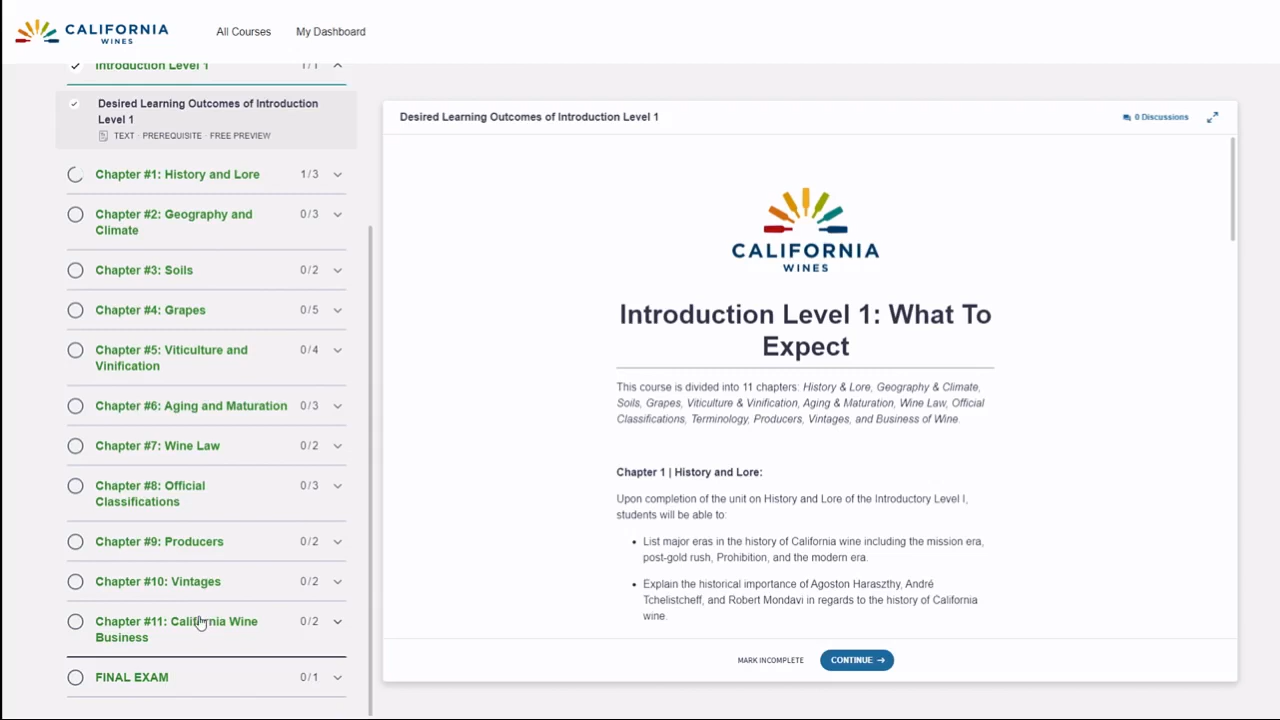 CALIFORNIA
WINES
All Courses
My Dashboard
Introduction Level 1
1/1
Desired Learning Outcomes of Introduction
Level 1
TEXT · PREREQUISITE · FREE PREVIEW
Chapter #1: History and Lore
1/3
Chapter #2: Geography and
Climate
0/3
Chapter #3: Soils
0/2
Chapter #4: Grapes
0/5
Chapter #5: Viticulture and
Vinification
0/4
Chapter #6: Aging and Maturation
0/3
Chapter #7: Wine Law
0/2
Chapter #8: Official
Classifications
0/3
Chapter #9: Producers
0/2
Chapter #10: Vintages
0/2
Chapter #11: California Wine
Business
0/2
FINAL EXAM
0/1
Desired Learning Outcomes of Introduction Level 1
0 Discussions
CALIFORNIA
WINES
Introduction Level 1: What To
Expect
This course is divided into 11 chapters: History & Lore, Geography & Climate,
Soils, Grapes, Viticulture & Vinification, Aging & Maturation, Wine Law, Official
Classifications, Terminology, Producers, Vintages, and Business of Wine.
Chapter 1 | History and Lore:
Upon completion of the unit on History and Lore of the Introductory Level I,
students will be able to:
• List major eras in the history of California wine including the mission era,
post-gold rush, Prohibition, and the modern era.
• Explain the historical importance of Agoston Haraszthy, André
Tchelistcheff, and Robert Mondavi in regards to the history of California
wine.
MARK INCOMPLETE
CONTINUE →